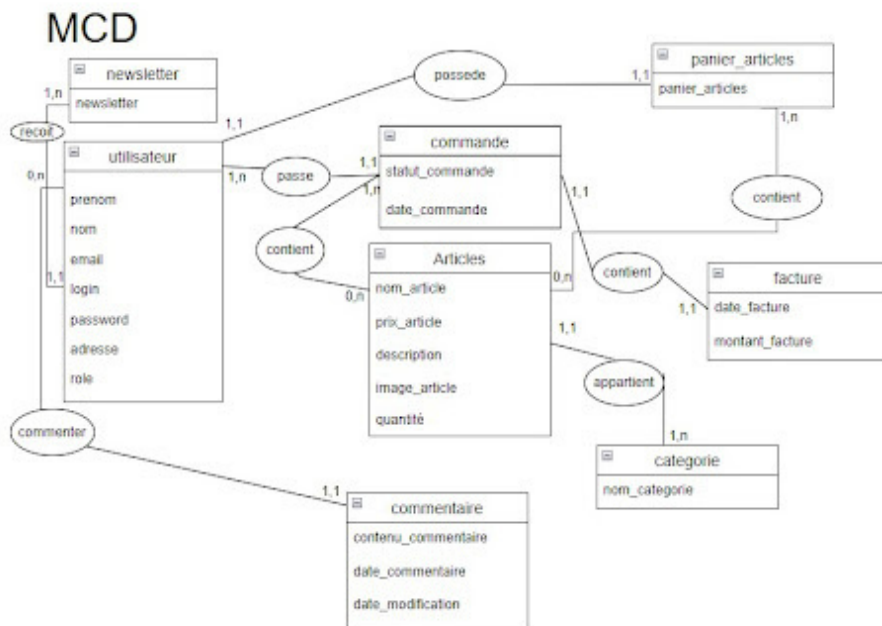 MCD
newsletter
newsletter
1,n
recoit
0,n
1,1
utilisateur
prenom
nom
email
login
password
adresse
role
1,1
1,n
possede
1,1
panier_articles
panier_articles
1,n
contient
0,n
passe
1,1
1,n
commande
statut_commande
date_commande
contient
0,n
Articles
nom_article
prix_article
description
image_article
quantité
1,1
contient
1,1
facture
date_facture
montant_facture
1,1
appartient
1,n
categorie
nom_categorie
commenter
1,1
commentaire
contenu_commentaire
date_commentaire
date_modification